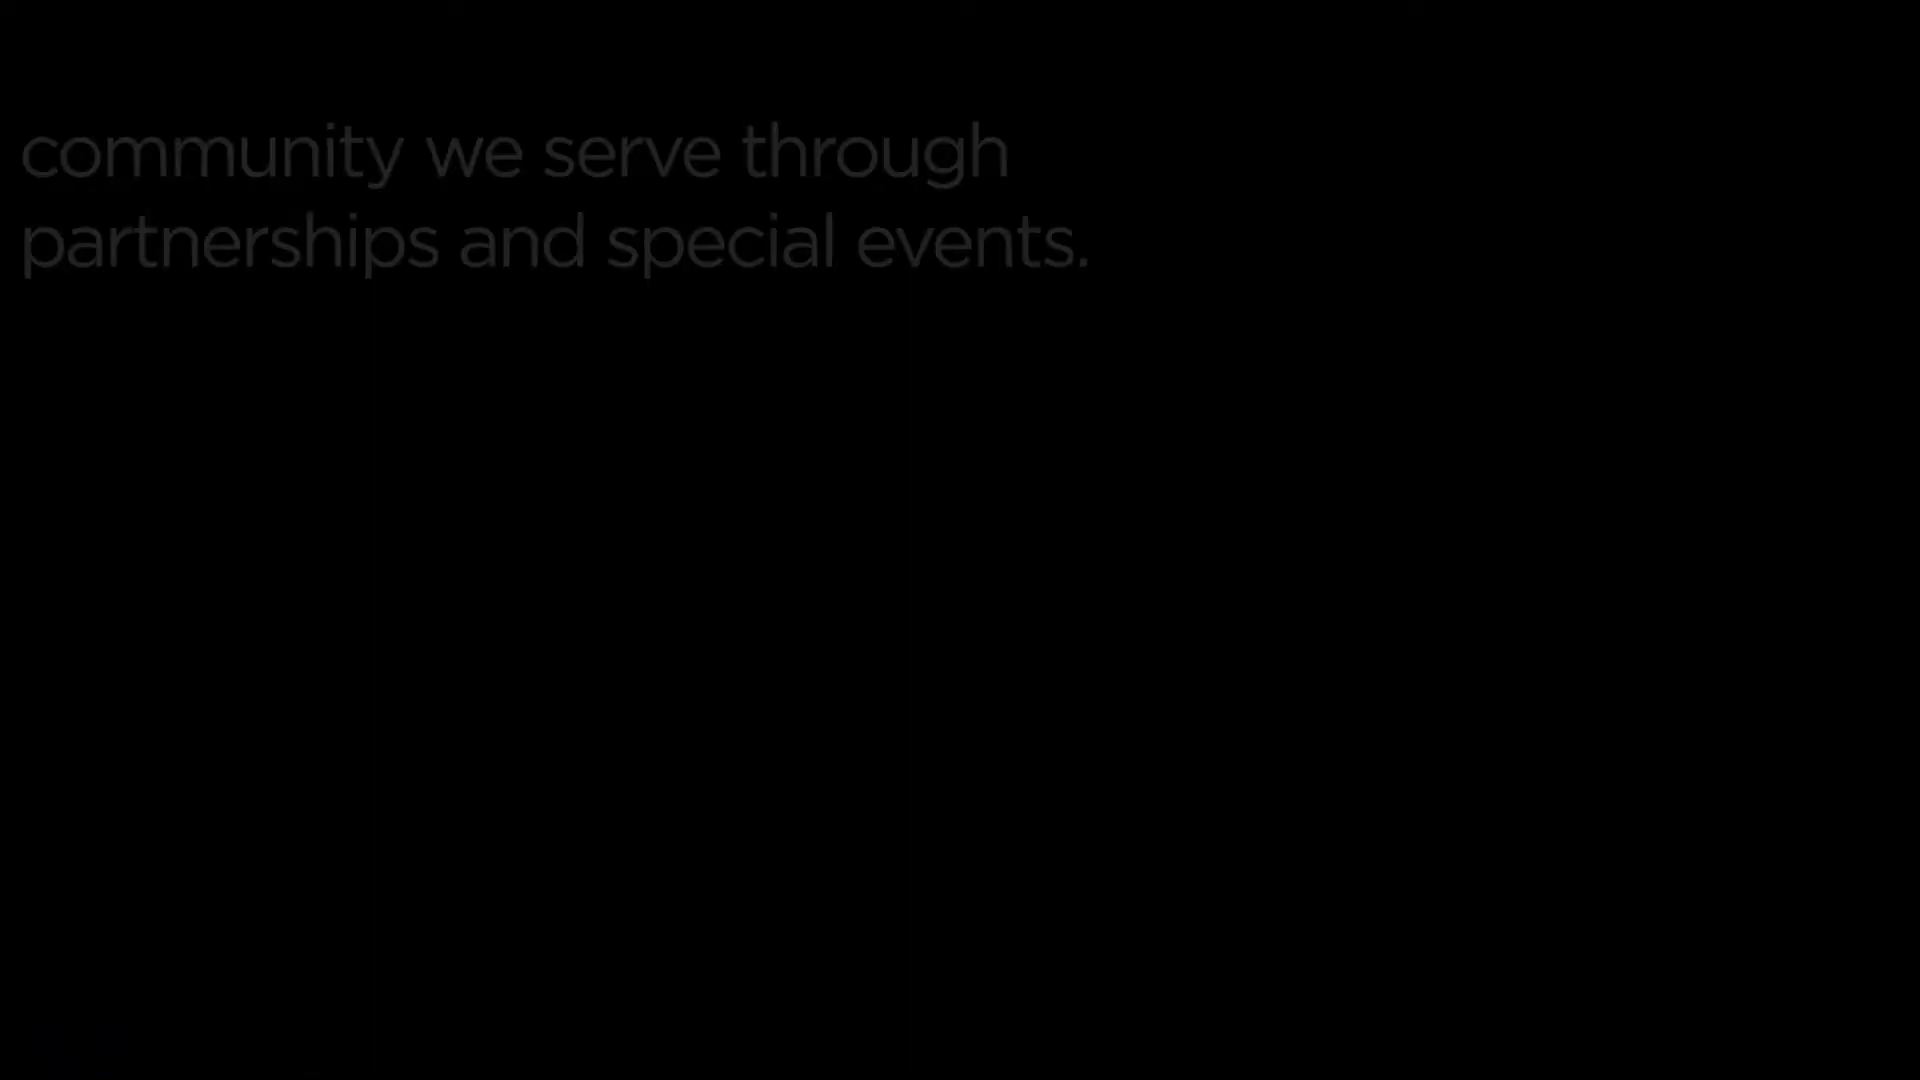 community we serve through
partnerships and special events.